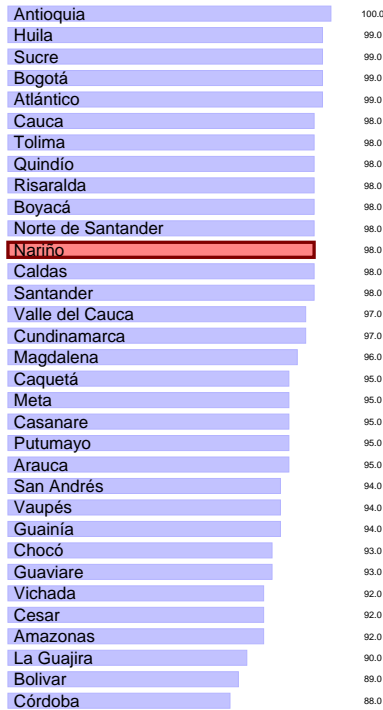 Antioquia 100.0
Huila 99.0
Sucre 99.0
Bogotá 99.0
Atlántico 99.0
Cauca 98.0
Tolima 98.0
Quindío 98.0
Risaralda 98.0
Boyacá 98.0
Norte de Santander 98.0
Nariño 98.0
Caldas 98.0
Santander 98.0
Valle del Cauca 97.0
Cundinamarca 97.0
Magdalena 96.0
Caquetá 95.0
Meta 95.0
Casanare 95.0
Putumayo 95.0
Arauca 95.0
San Andrés 94.0
Vaupés 94.0
Guainía 94.0
Chocó 93.0
Guaviare 93.0
Vichada 92.0
Cesar 92.0
Amazonas 92.0
La Guajira 90.0
Bolivar 89.0
Córdoba 88.0